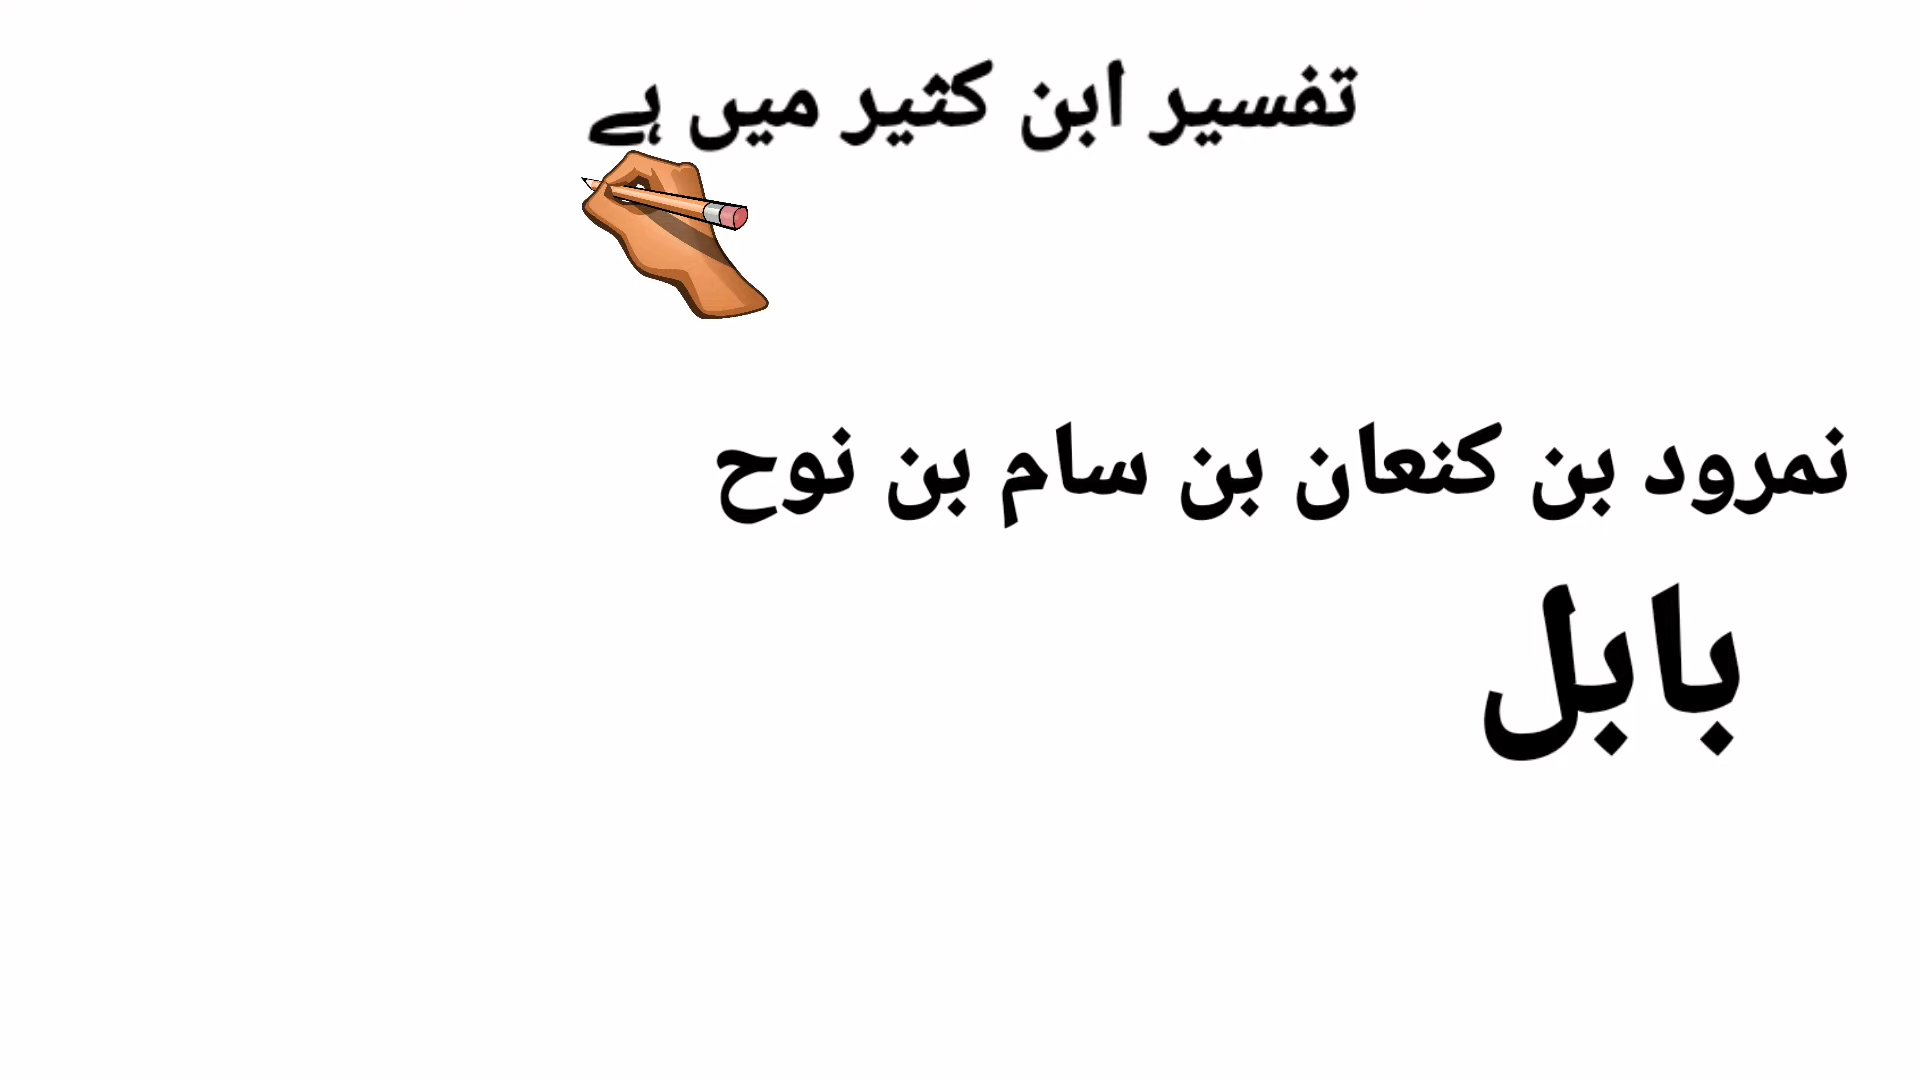 تفسیر ابن کثیر میں ہے
نمرود بن کنعان بن سام بن نوح
بابل